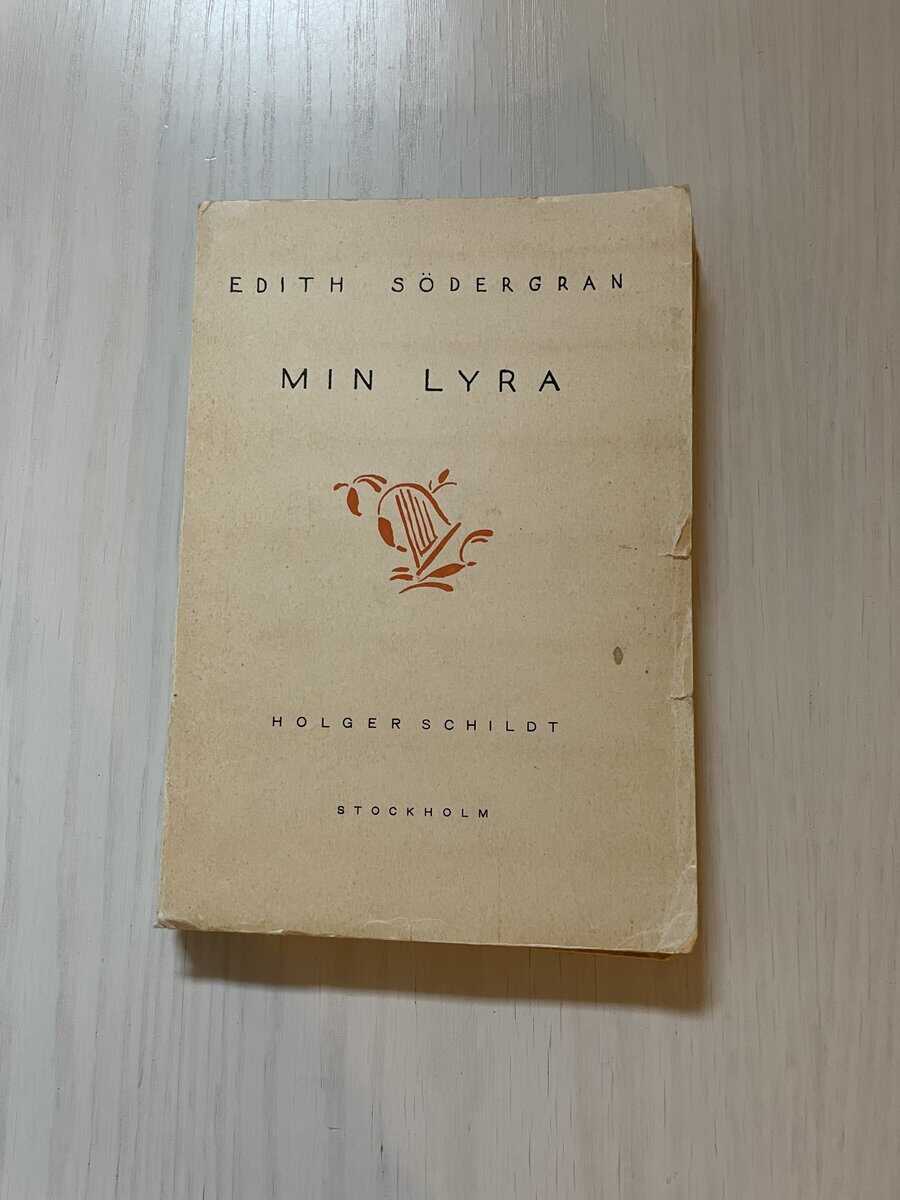 EDITH SÖDERGRAN
MIN LYRA
HOLGER SCHILDT
STOCKHOLM